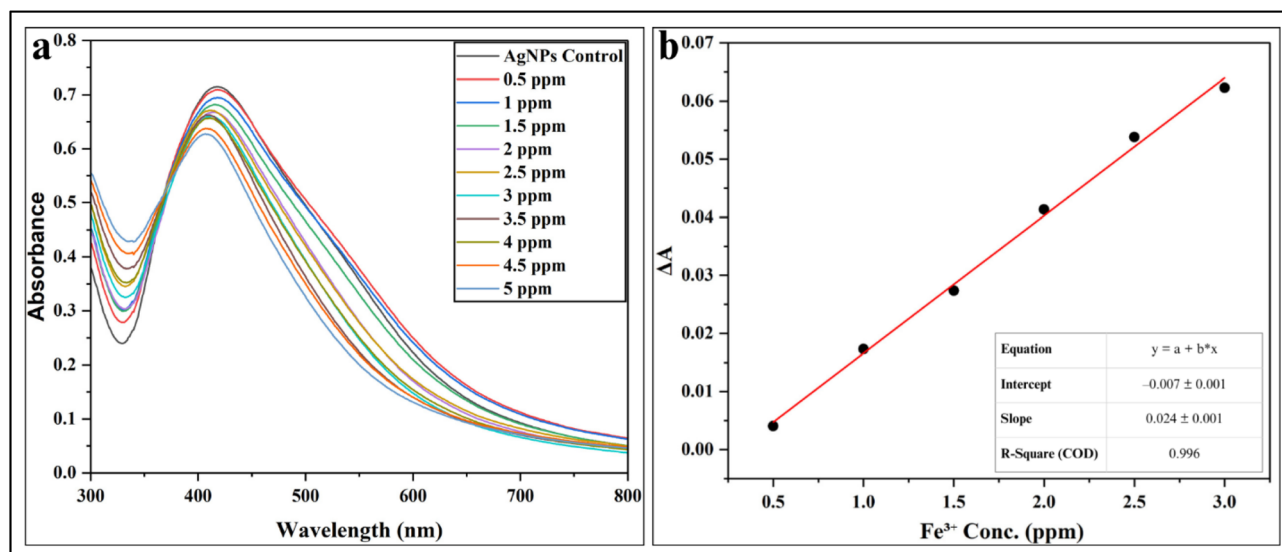 a
0.8
0.7
0.6
0.5
0.4
0.3
0.2
0.1
0.0
Absorbance
300
400
500
600
700
800
Wavelength (nm)
AgNPs Control
0.5 ppm
1 ppm
1.5 ppm
2 ppm
2.5 ppm
3 ppm
3.5 ppm
4 ppm
4.5 ppm
5 ppm
b
0.07
0.06
0.05
0.04
0.03
0.02
0.01
0.00
ΔA
0.5
1.0
1.5
2.0
2.5
3.0
Fe³⁺ Conc. (ppm)
Equation y = a + b*x
Intercept –0.007 ± 0.001
Slope 0.024 ± 0.001
R-Square (COD) 0.996